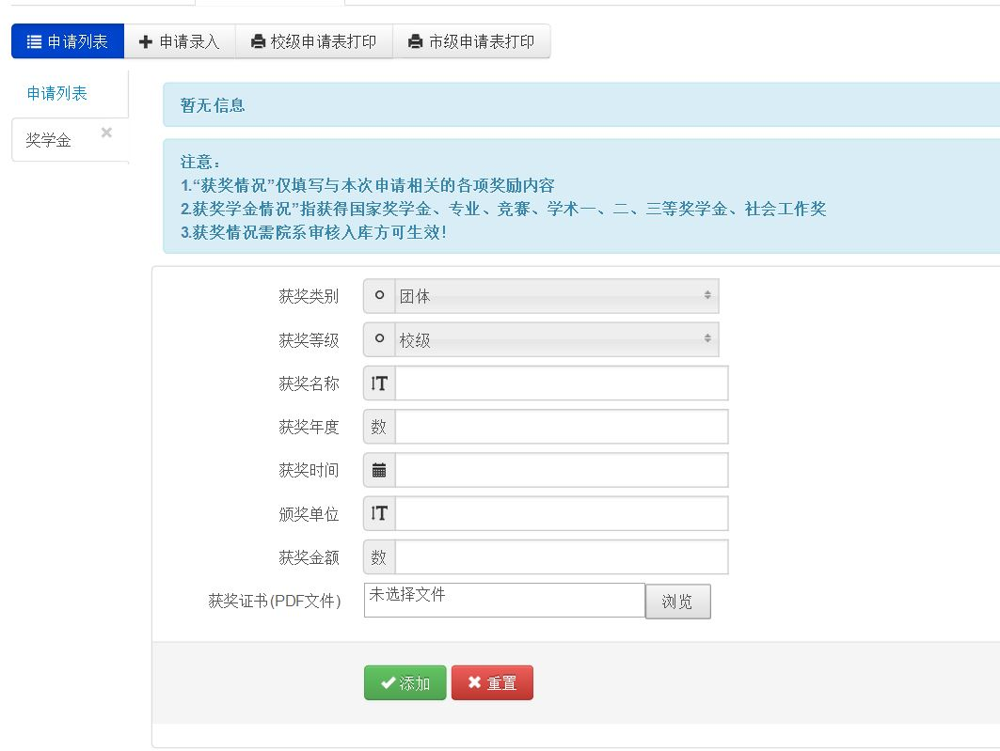 申请列表
申请录入
校级申请表打印
市级申请表打印
申请列表
奖学金
暂无信息
注意：
1.“获奖情况”仅填写与本次申请相关的各项奖励内容
2.获奖学金情况”指获得国家奖学金、专业、竞赛、学术一、二、三等奖学金、社会工作奖
3.获奖情况需院系审核入库方可生效！
获奖类别 团体
获奖等级 校级
获奖名称
获奖年度 数
获奖时间
颁奖单位
获奖金额 数
获奖证书(PDF文件) 未选择文件 浏览
添加 重置